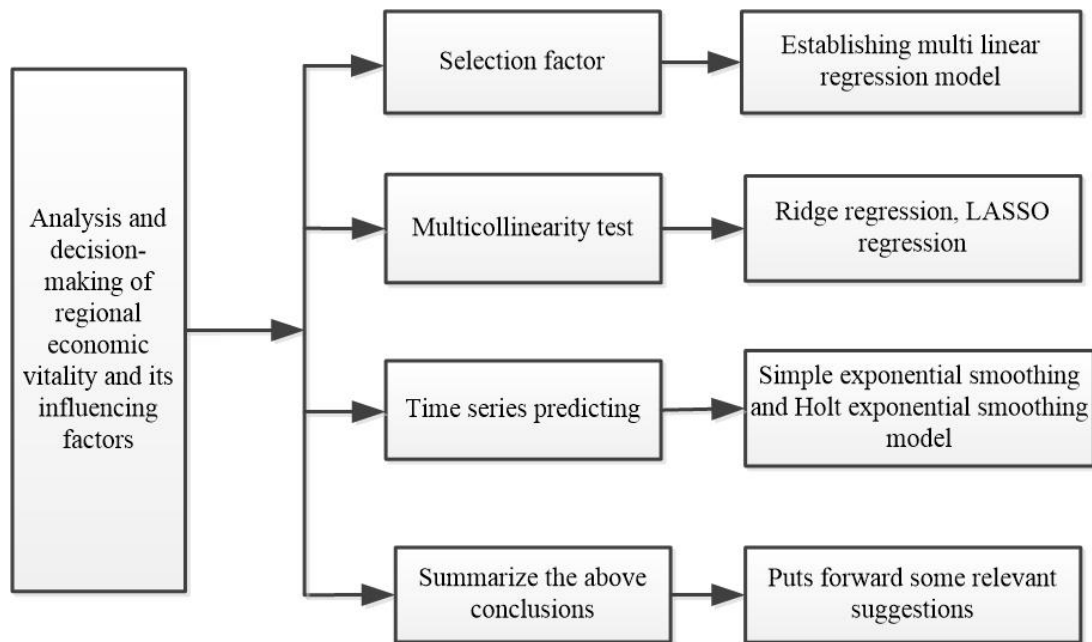 Analysis and
decision-
making of
regional
economic
vitality and its
influencing
factors
Selection factor
Establishing multi linear
regression model
Multicollinearity test
Ridge regression, LASSO
regression
Time series predicting
Simple exponential smoothing
and Holt exponential smoothing
model
Summarize the above
conclusions
Puts forward some relevant
suggestions